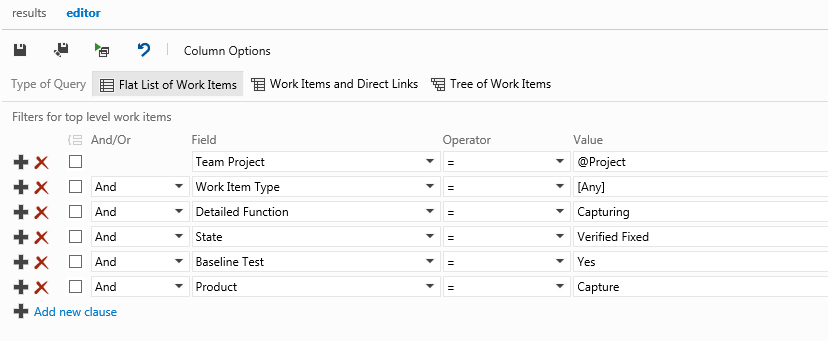 results editor
Column Options
Type of Query Flat List of Work Items Work Items and Direct Links Tree of Work Items
Filters for top level work items
And/Or Field Operator Value
Team Project = @Project
And Work Item Type = [Any]
And Detailed Function = Capturing
And State = Verified Fixed
And Baseline Test = Yes
And Product = Capture
Add new clause